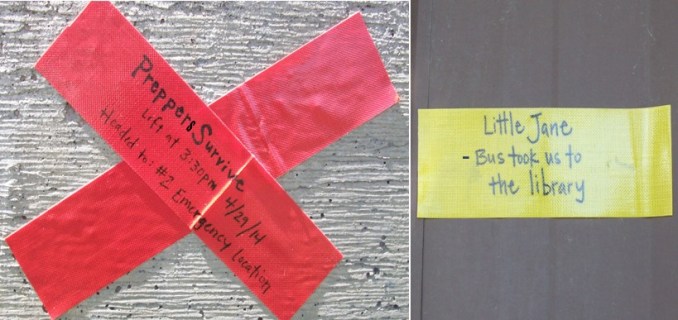 Preppers Survive
Lift at 3:30pm 4/29/14
Headed to: #2 Emergency Location
Little Jane
- Bus took us to
the library